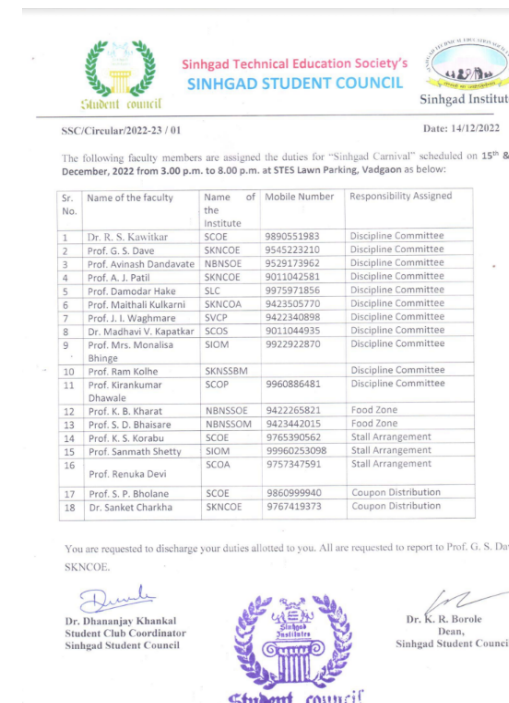 Sinhgad Technical Education Society's
SINHGAD STUDENT COUNCIL
Student council
Sinhgad Institut
SSC/Circular/2022-23 / 01
Date: 14/12/2022
The following faculty members are assigned the duties for "Sinhgad Carnival" scheduled on 15th &
December, 2022 from 3.00 p.m. to 8.00 p.m. at STES Lawn Parking, Vadgaon as below:
Sr. No. Name of the faculty Name of the Institute Mobile Number Responsibility Assigned
1 Dr. R. S. Kawitkar SCOE 9890551983 Discipline Committee
2 Prof. G. S. Dave SKNCOE 9545223210 Discipline Committee
3 Prof. Avinash Dandavate NBNSOE 9529173962 Discipline Committee
4 Prof. A. J. Patil SKNCOE 9011042581 Discipline Committee
5 Prof. Damodar Hake SLC 9975971856 Discipline Committee
6 Prof. Maithali Kulkarni SKNCOA 9423505770 Discipline Committee
7 Prof. J. I. Waghmare SVCP 9422340898 Discipline Committee
8 Dr. Madhavi V. Kapatkar SCOS 9011044935 Discipline Committee
9 Prof. Mrs. Monalisa Bhinge SIOM 9922922870 Discipline Committee
10 Prof. Ram Kolhe SKNSSBM Discipline Committee
11 Prof. Kirankumar Dhawale SCOP 9960886481 Discipline Committee
12 Prof. K. B. Kharat NBNSSOE 9422265821 Food Zone
13 Prof. S. D. Bhaisare NBNSSOM 9423442015 Food Zone
14 Prof. K. S. Korabu SCOE 9765390562 Stall Arrangement
15 Prof. Sanmath Shetty SIOM 99960253098 Stall Arrangement
16 Prof. Renuka Devi SCOA 9757347591 Stall Arrangement
17 Prof. S. P. Bholane SCOE 9860999940 Coupon Distribution
18 Dr. Sanket Charkha SKNCOE 9767419373 Coupon Distribution
You are requested to discharge your duties allotted to you. All are requested to report to Prof. G. S. Da
SKNCOE.
Dr. Dhananjay Khankal
Student Club Coordinator
Sinhgad Student Council
Sinhgad
Institutes
Student council
Dr. K. R. Borole
Dean,
Sinhgad Student Counci